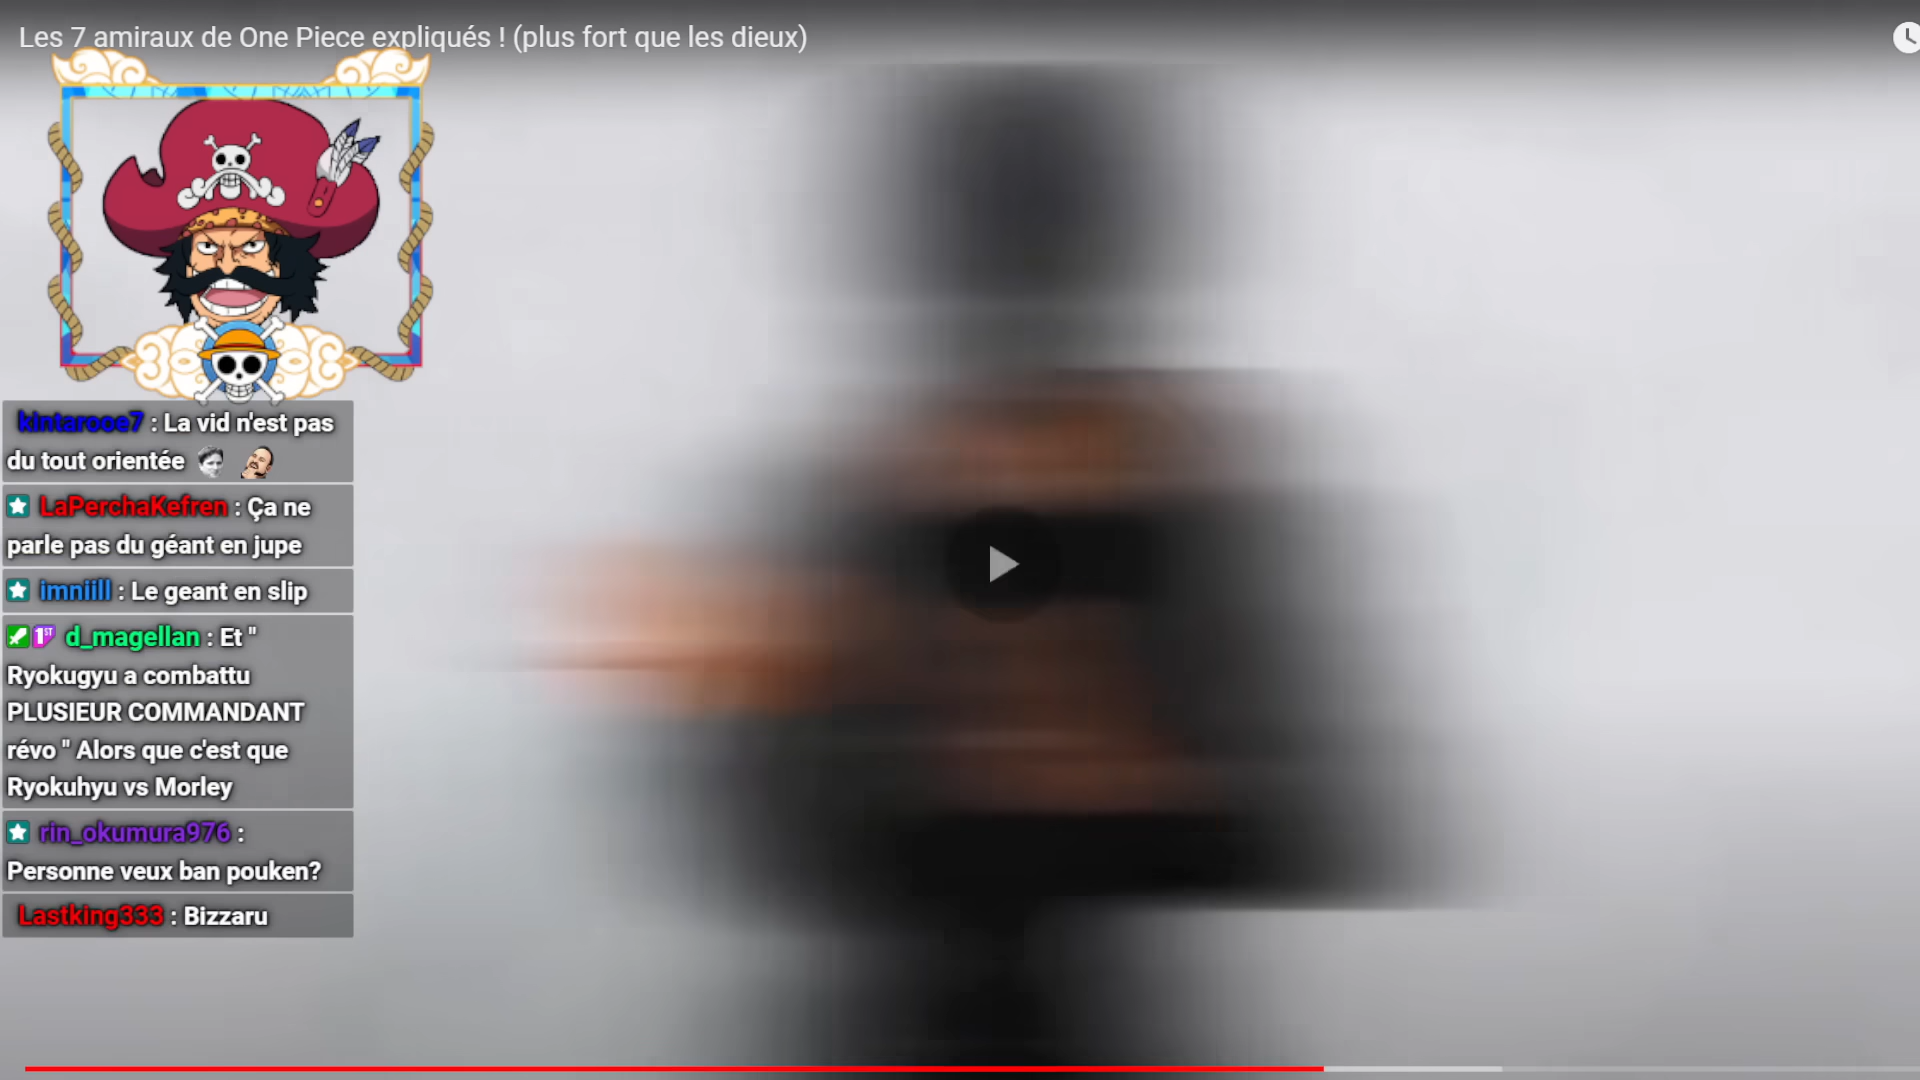 Les 7 amiraux de One Piece expliqués ! (plus fort que les dieux)
kintarooe7 : La vid n'est pas
du tout orientée
LaPerchaKefren : Ça ne
parle pas du géant en jupe
imniill : Le geant en slip
1ST d_magellan : Et "
Ryokugyu a combattu
PLUSIEUR COMMANDANT
révo " Alors que c'est que
Ryokuhyu vs Morley
rin_okumura976 :
Personne veux ban pouken?
Lastking333 : Bizzaru